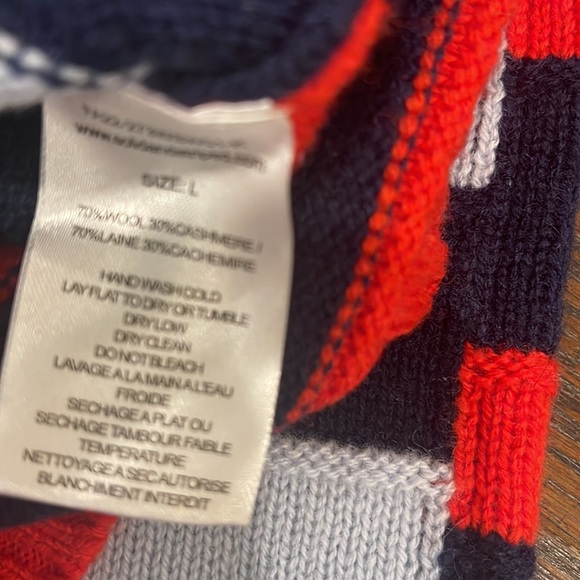 SIZE: L
70%WOOL 30%CASHMERE /
70%LAINE 30%CACHEMIRE
HAND WASH COLD
LAY FLAT TO DRY OR TUMBLE
DRY LOW
DRY CLEAN
DO NOT BLEACH
LAVAGE A LA MAIN A L'EAU
FROIDE
SECHAGE A PLAT OU
SECHAGE TAMBOUR FAIBLE
TEMPERATURE
NETTOYAGE A SEC AUTORISE
BLANCHIMENT INTERDIT